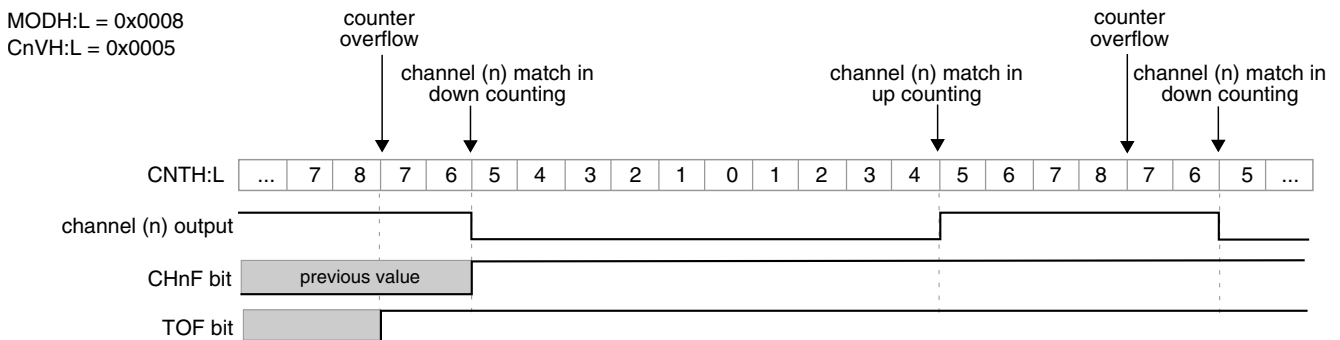 MODH:L = 0x0008
CnVH:L = 0x0005
counter
overflow
channel (n) match in
down counting
channel (n) match in
up counting
counter
overflow
channel (n) match in
down counting
CNTH:L ... 7 8 7 6 5 4 3 2 1 0 1 2 3 4 5 6 7 8 7 6 5 ...
channel (n) output
CHnF bit previous value
TOF bit